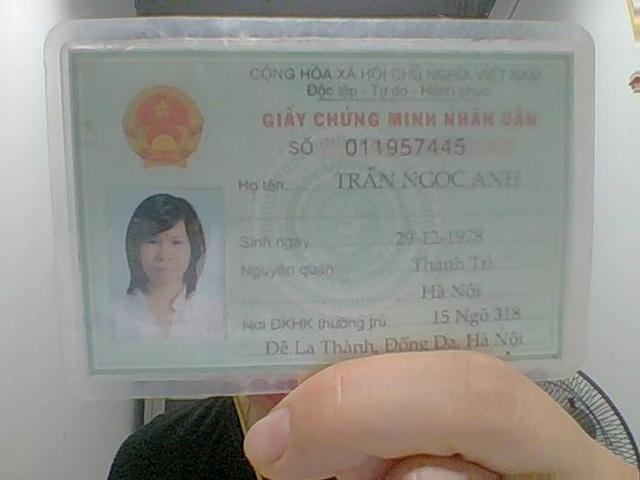 CỘNG HÒA XÃ HỘI CHỦ NGHĨA VIỆT NAM
Độc lập - Tự do - Hạnh phúc
GIẤY CHỨNG MINH NHÂN DÂN
SỐ 011957445
Họ tên: TRẦN NGỌC ANH
Sinh ngày 29-12-1978
Nguyên quán Thanh Trì
Hà Nội
Nơi ĐKHK thường trú 15 Ngõ 318
Đê La Thành, Đống Đa, Hà Nội